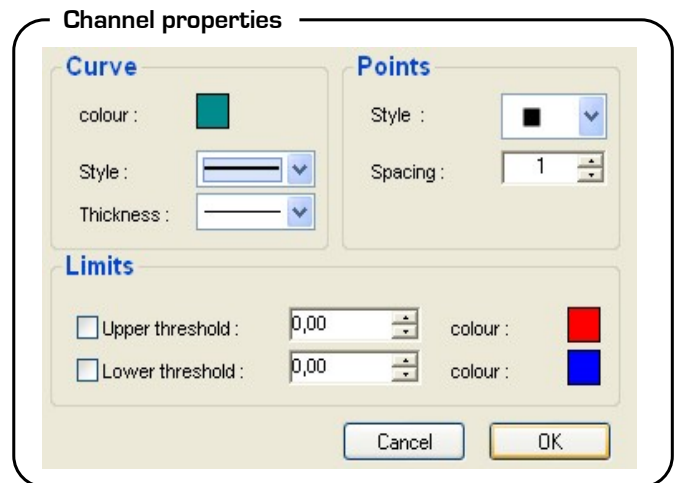 Channel properties
Curve
colour :
Style :
Thickness :
Points
Style :
Spacing : 1
Limits
Upper threshold : 0,00 colour :
Lower threshold : 0,00 colour :
Cancel OK